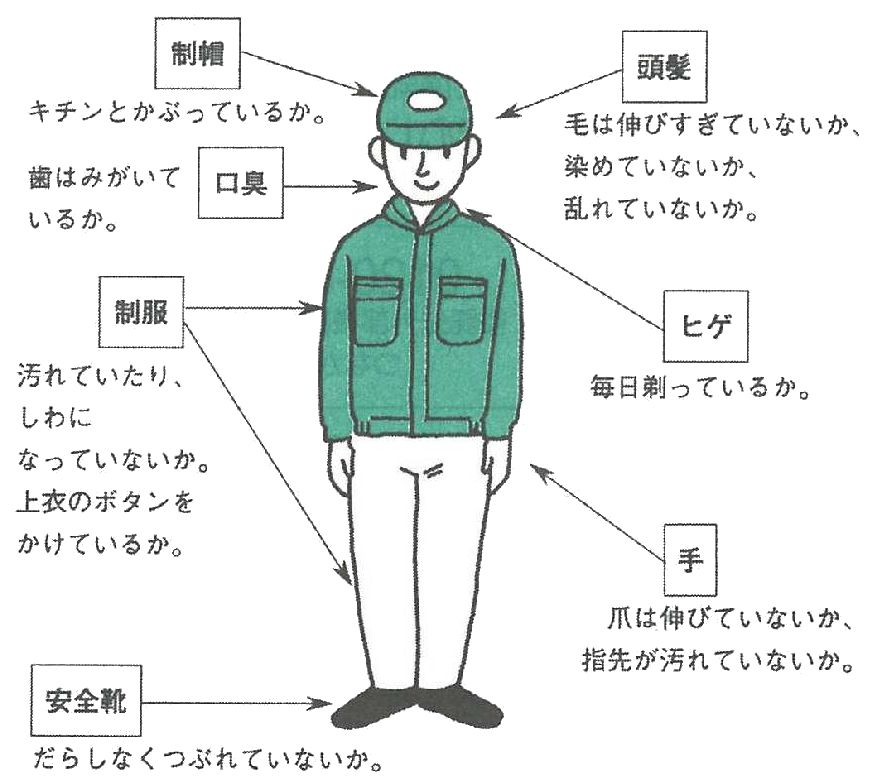 制帽
キチンとかぶっているか。
頭髪
毛は伸びすぎていないか、
染めていないか、
乱れていないか。
口臭
歯はみがいて
いるか。
制服
汚れていたり、
しわに
なっていないか。
上衣のボタンを
かけているか。
ヒゲ
毎日剃っているか。
手
爪は伸びていないか、
指先が汚れていないか。
安全靴
だらしなくつぶれていないか。